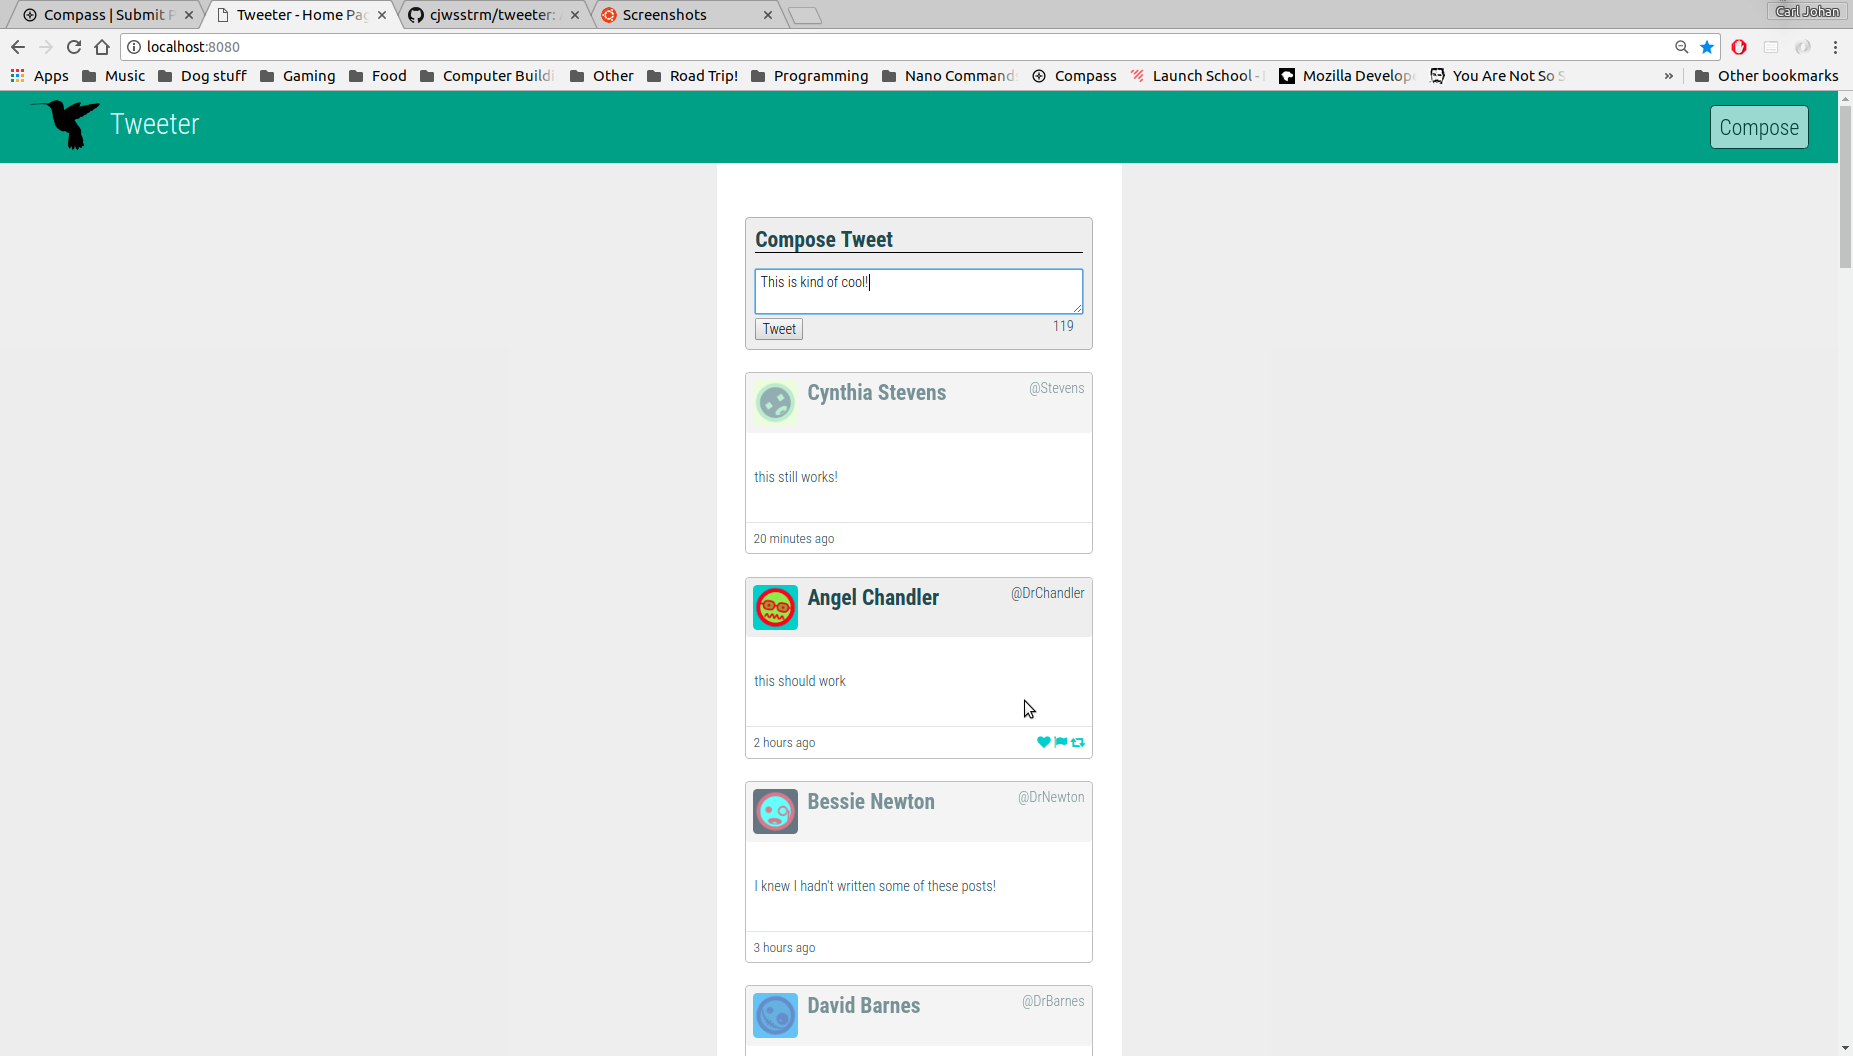 Compass | Submit P
Tweeter - Home Pag
cjwsstrm/tweeter:
Screenshots
Carl Johan
localhost:8080
Apps
Music
Dog stuff
Gaming
Food
Computer Buildi
Other
Road Trip!
Programming
Nano Command
Compass
Launch School -
Mozilla Develop
You Are Not So S
»
Other bookmarks
Tweeter
Compose
Compose Tweet
This is kind of cool!
Tweet
119
Cynthia Stevens
@Stevens
this still works!
20 minutes ago
Angel Chandler
@DrChandler
this should work
2 hours ago
Bessie Newton
@DrNewton
I knew I hadn't written some of these posts!
3 hours ago
David Barnes
@DrBarnes